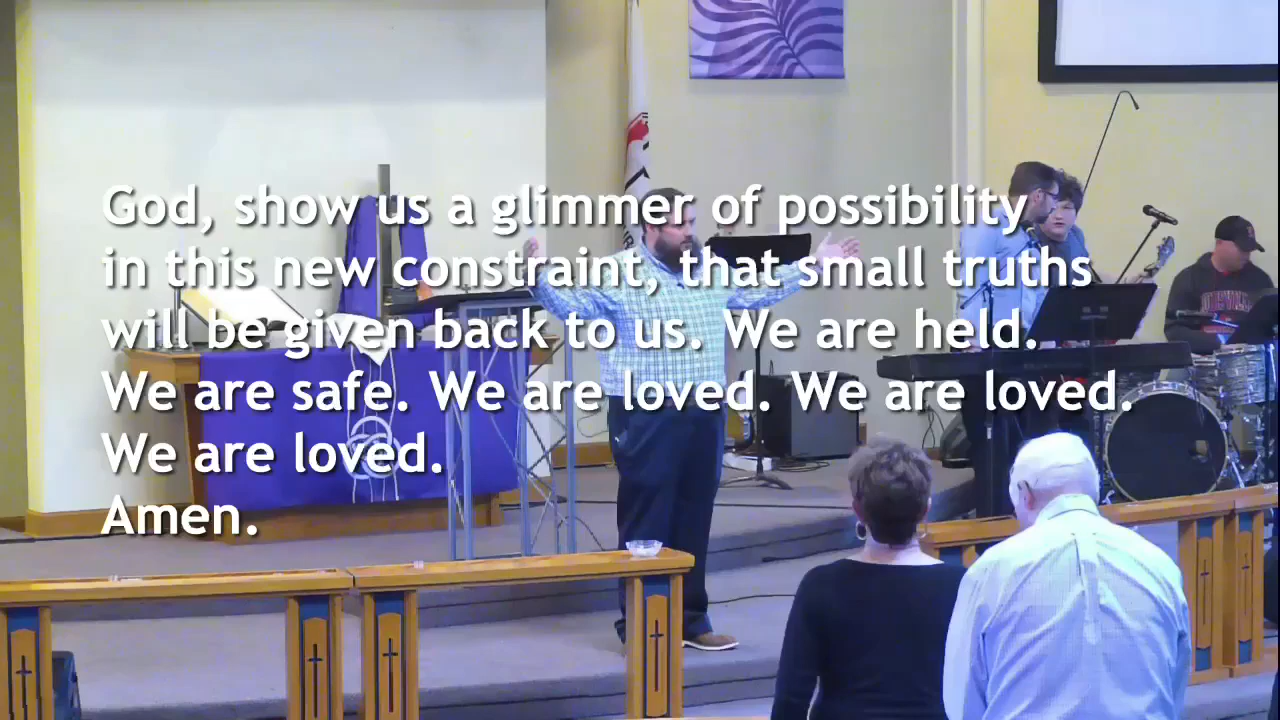 God, show us a glimmer of possibility
in this new constraint, that small truths
will be given back to us. We are held.
We are safe. We are loved. We are loved.
We are loved.
Amen.